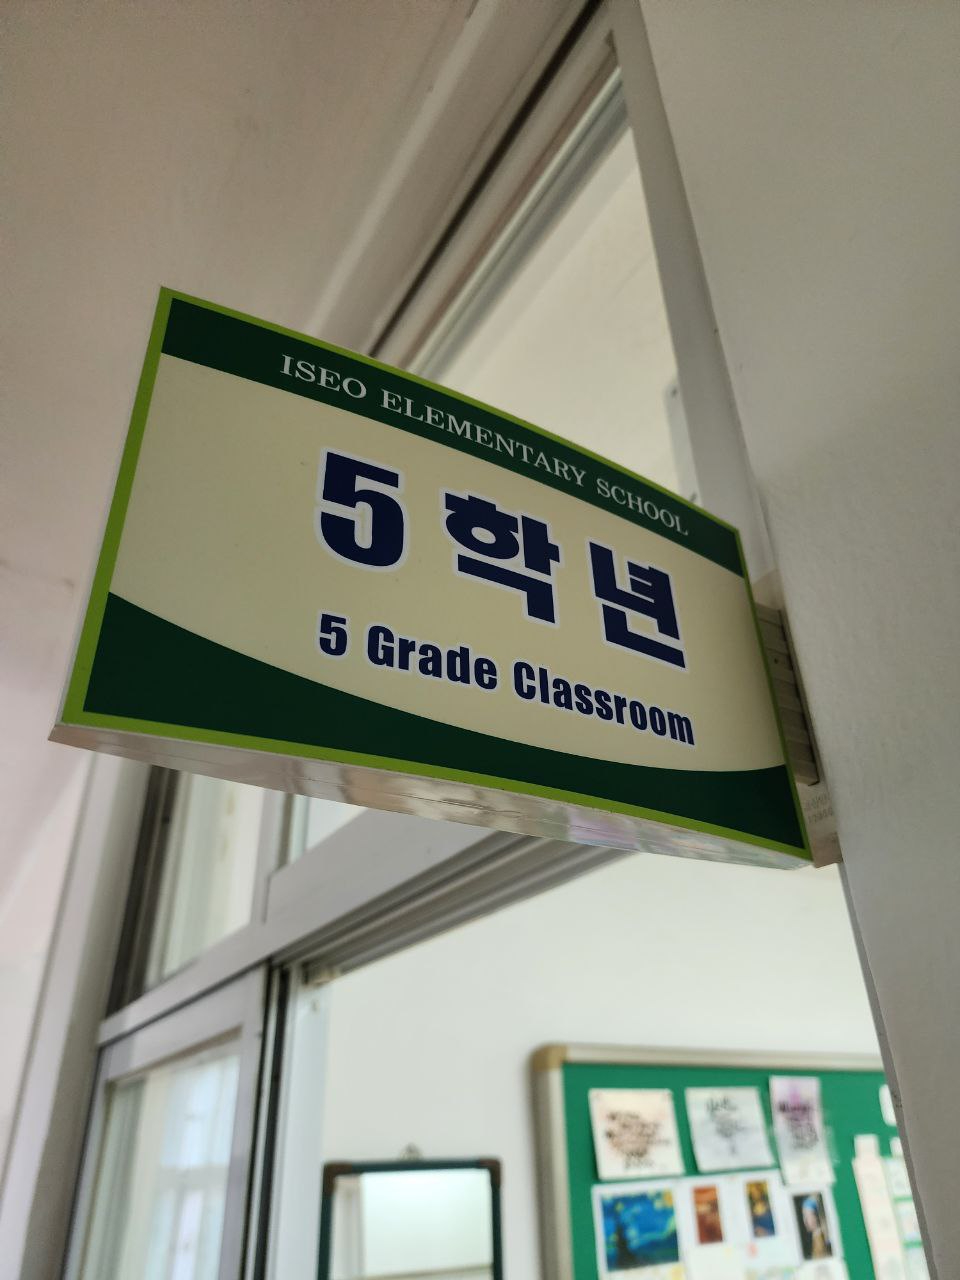 ISEO ELEMENTARY SCHOOL
5 학 년
5 Grade Classroom